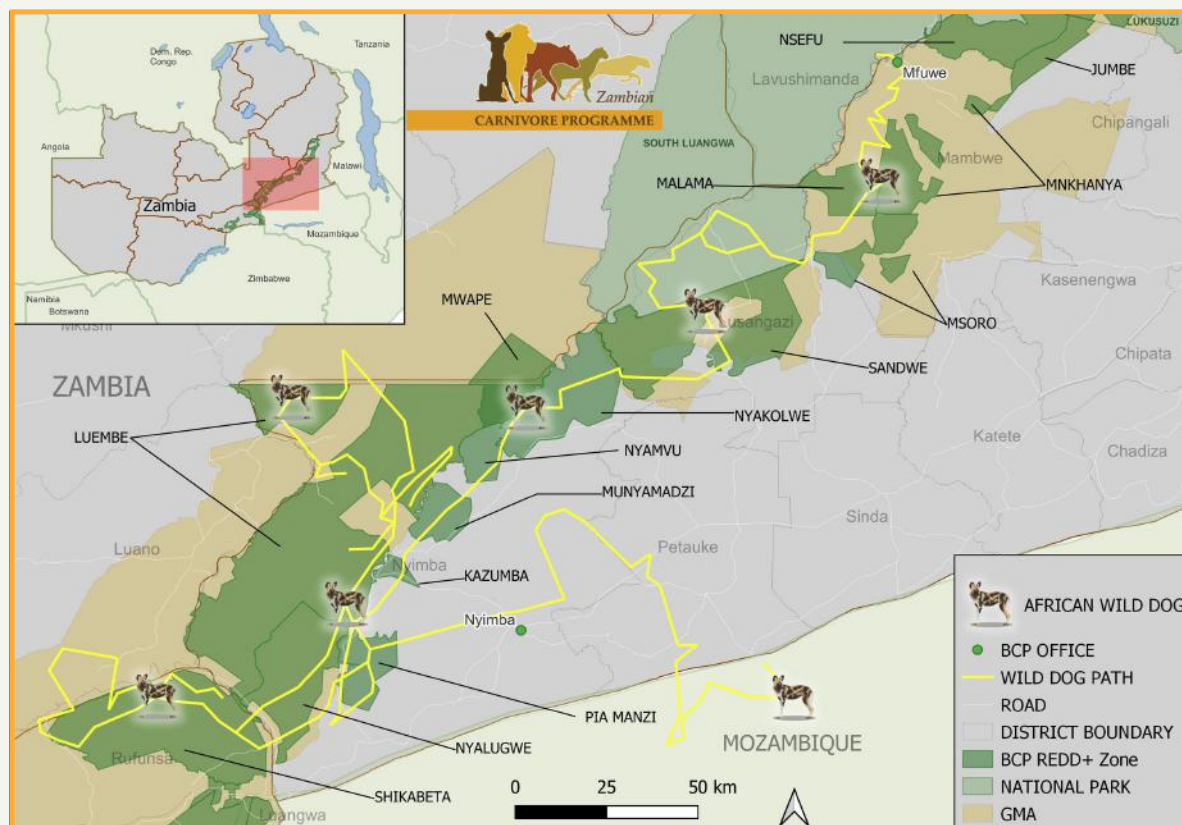 Dem. Rep.
Congo
Tanzania
Angola
Malawi
Zambia
Mozambique
Zimbabwe
Namibia
Botswana
Zambian
CARNIVORE PROGRAMME
LUKUSUZI
NSEFU
Mfuwe
JUMBE
Lavushimanda
Chipangali
SOUTH LUANGWA
Mambwe
MALAMA
MNKHANYA
Kasenengwa
MWAPE
MSORO
Lusangazi
Mkushi
Chipata
SANDWE
ZAMBIA
NYAKOLWE
LUEMBE
Katete
Chadiza
NYAMVU
MUNYAMADZI
Sinda
Luano
Petauke
Nyimba
KAZUMBA
Nyimba
PIA MANZI
MOZAMBIQUE
NYALUGWE
Rufunsa
SHIKABETA
Luangwa
0 25 50 km
AFRICAN WILD DOG
BCP OFFICE
WILD DOG PATH
ROAD
DISTRICT BOUNDARY
BCP REDD+ Zone
NATIONAL PARK
GMA